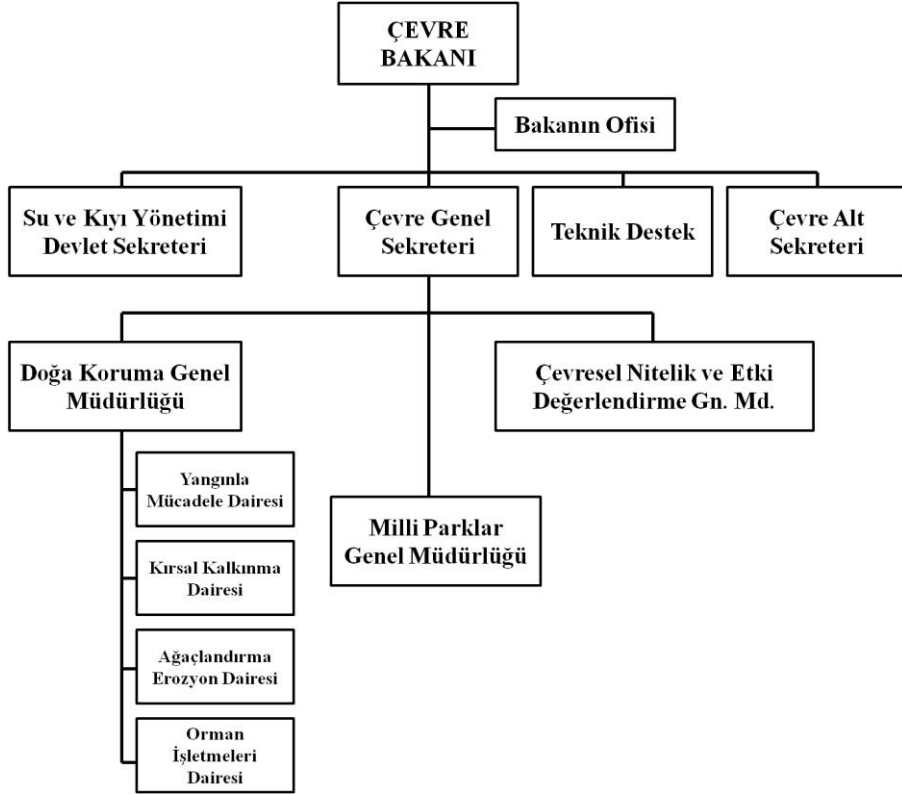 ÇEVRE
BAKANI
Bakanın Ofisi
Su ve Kıyı Yönetimi
Devlet Sekreteri
Çevre Genel
Sekreteri
Teknik Destek
Çevre Alt
Sekreteri
Doğa Koruma Genel
Müdürlüğü
Çevresel Nitelik ve Etki
Değerlendirme Gn. Md.
Yangınla
Mücadele Dairesi
Milli Parklar
Genel Müdürlüğü
Kırsal Kalkınma
Dairesi
Ağaçlandırma
Erozyon Dairesi
Orman
İşletmeleri
Dairesi